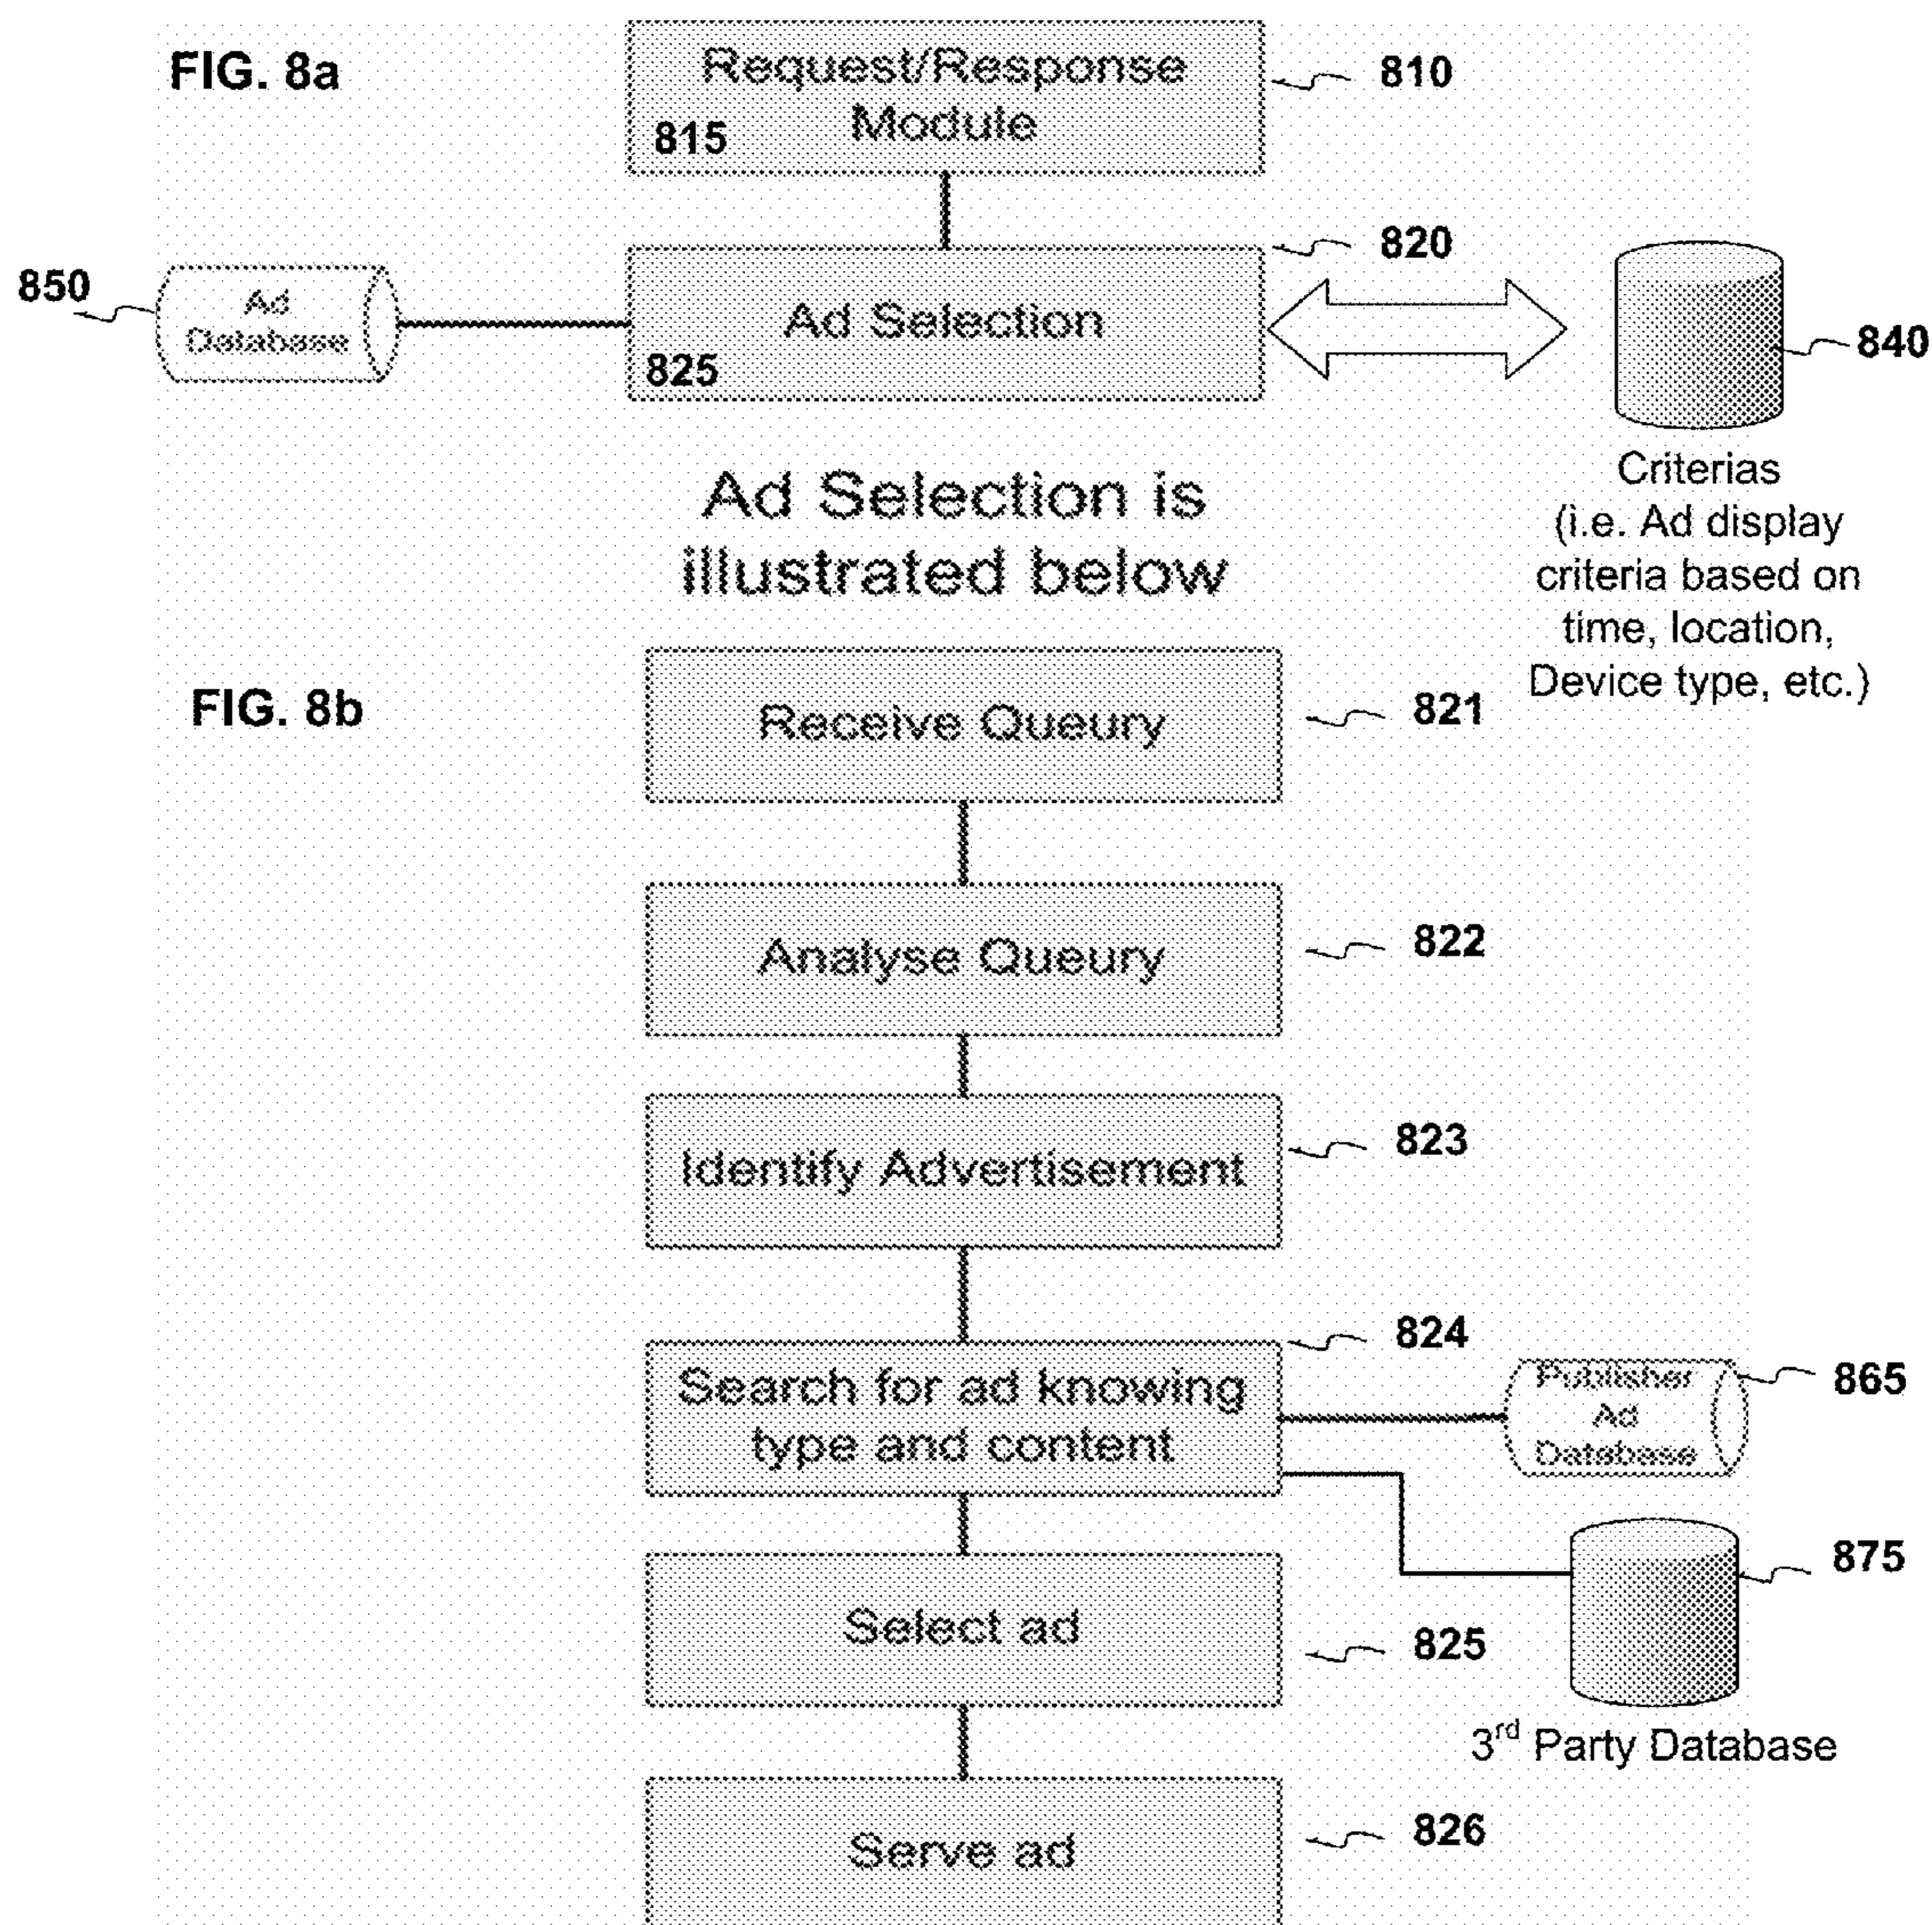 FIG. 8a
Request/Response
Module
815
810
820
850
Ad
Database
Ad Selection
825
840
Criterias
(i.e. Ad display
criteria based on
time, location,
Device type, etc.)
Ad Selection is
illustrated below
FIG. 8b
Receive Queury
821
Analyse Queury
822
Identify Advertisement
823
Search for ad knowing
type and content
824
Publisher
Ad
Database
865
875
3rd Party Database
Select ad
825
Serve ad
826